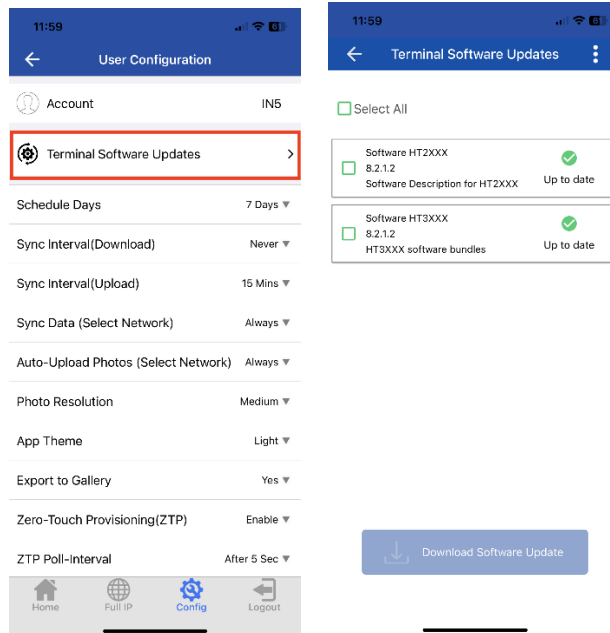 11:59
User Configuration
Account IN5
Terminal Software Updates
Schedule Days 7 Days
Sync Interval(Download) Never
Sync Interval(Upload) 15 Mins
Sync Data (Select Network) Always
Auto-Upload Photos (Select Network) Always
Photo Resolution Medium
App Theme Light
Export to Gallery Yes
Zero-Touch Provisioning(ZTP) Enable
ZTP Poll-Interval After 5 Sec
Home Full IP Config Logout
11:59
Terminal Software Updates
Select All
Software HT2XXX
8.2.1.2
Software Description for HT2XXX
Up to date
Software HT3XXX
8.2.1.2
HT3XXX software bundles
Up to date
Download Software Update